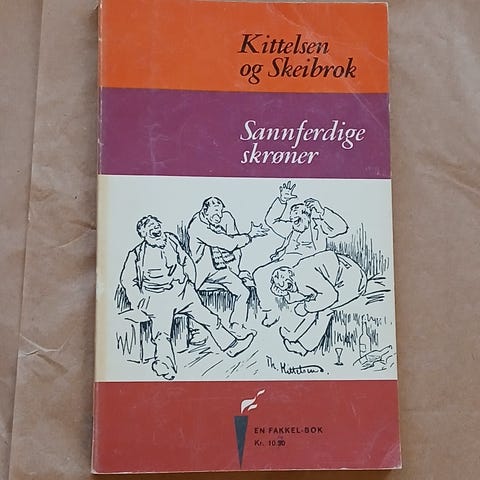 Kittelsen
og Skeibrok
Sannferdige
skrøner
Th. Kittelsen.
EN FAKKEL-BOK
Kr. 10.30